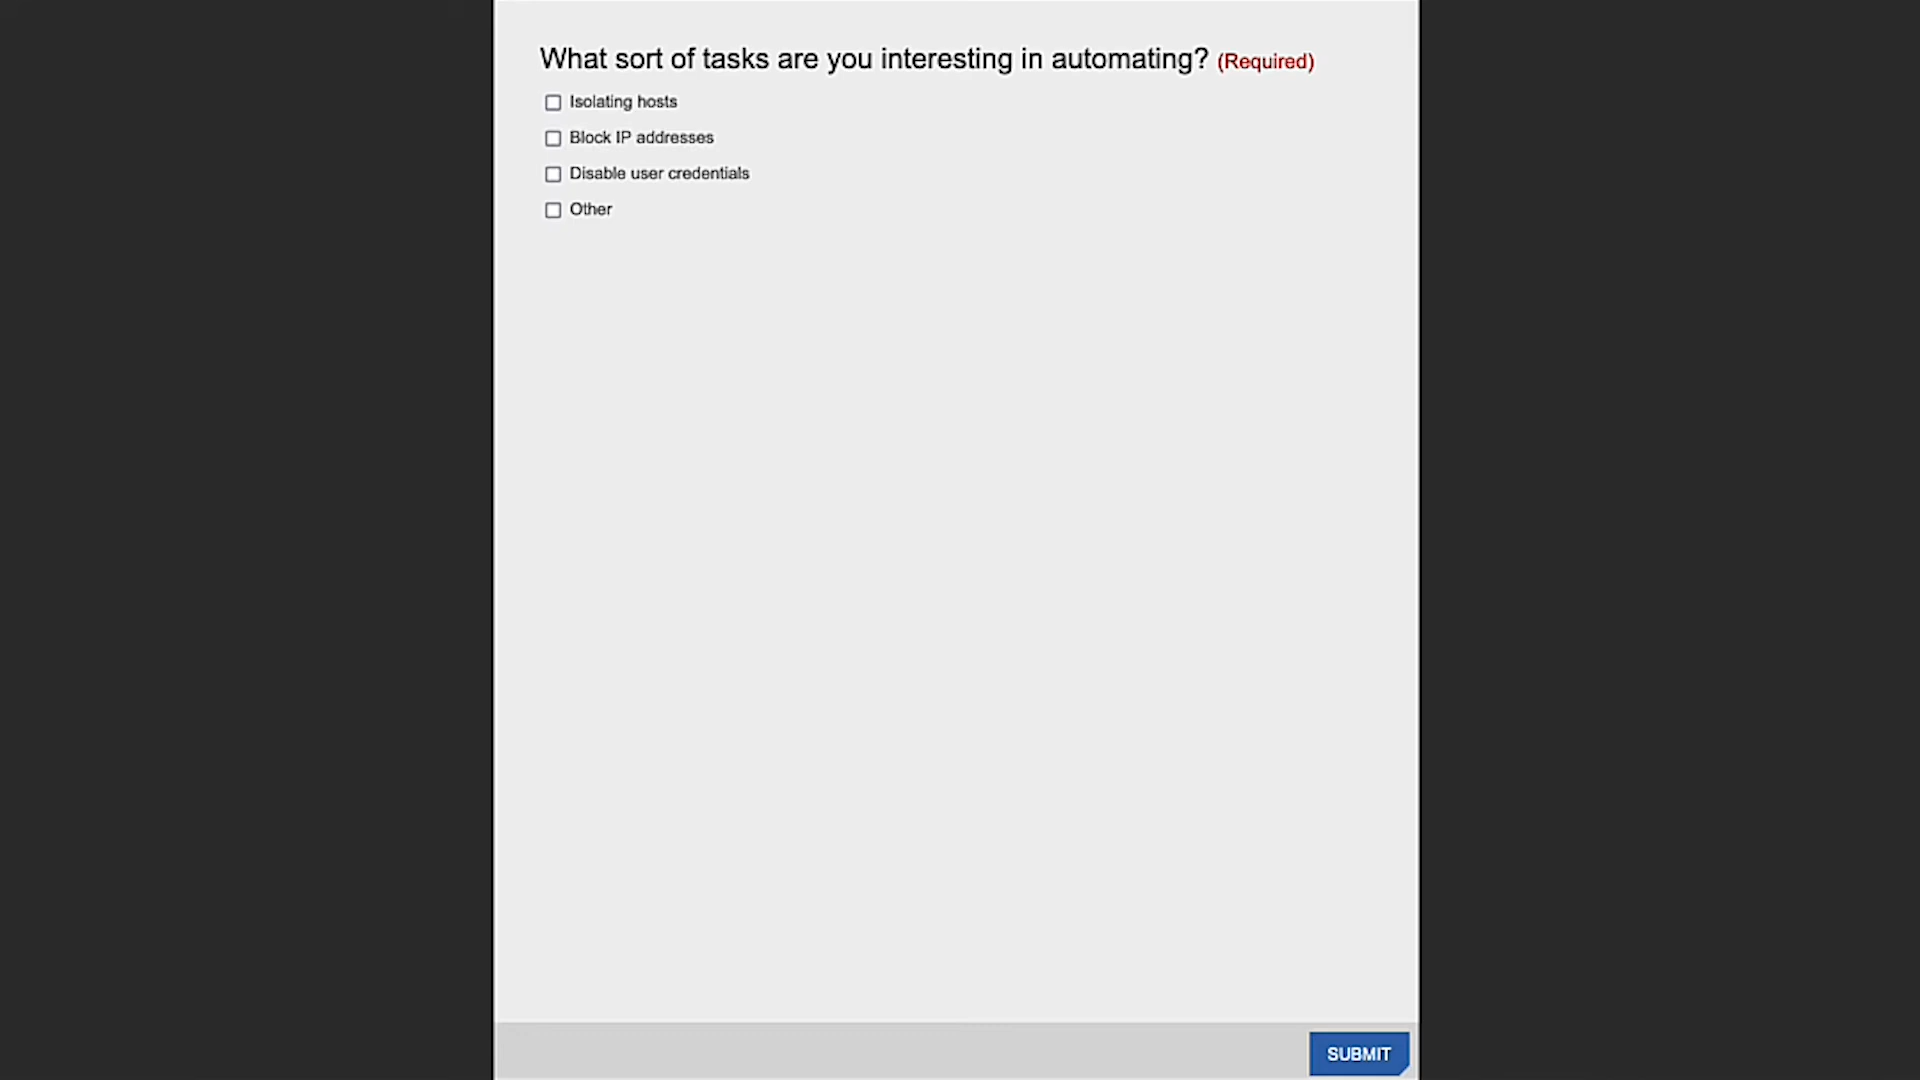 What sort of tasks are you interesting in automating? (Required)
Isolating hosts
Block IP addresses
Disable user credentials
Other
SUBMIT